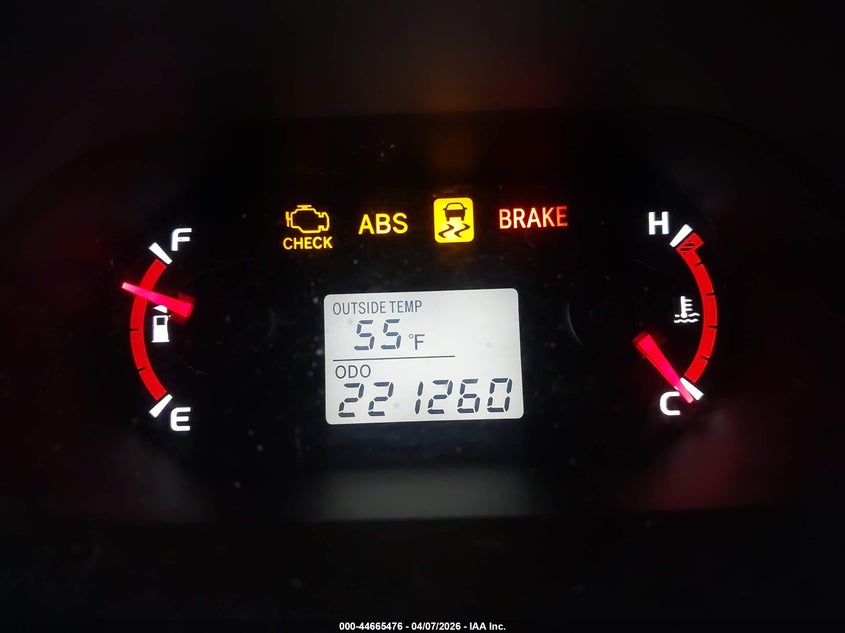 F
CHECK
ABS
BRAKE
H
OUTSIDE TEMP
55°F
ODO
221260
E
C
000-44665476 - 04/07/2026 - IAA Inc.